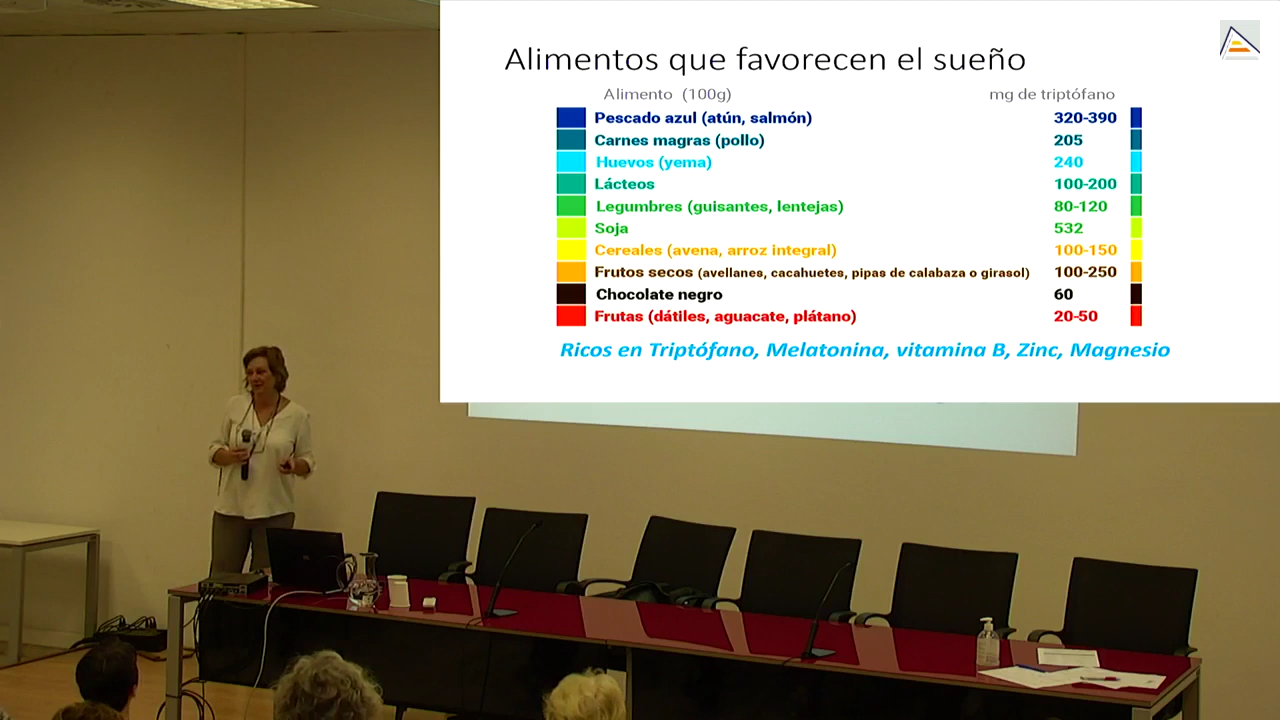 Alimentos que favorecen el sueño
Alimento (100g) mg de triptófano
Pescado azul (atún, salmón) 320-390
Carnes magras (pollo) 205
Huevos (yema) 240
Lácteos 100-200
Legumbres (guisantes, lentejas) 80-120
Soja 532
Cereales (avena, arroz integral) 100-150
Frutos secos (avellanes, cacahuetes, pipas de calabaza o girasol) 100-250
Chocolate negro 60
Frutas (dátiles, aguacate, plátano) 20-50
Ricos en Triptófano, Melatonina, vitamina B, Zinc, Magnesio